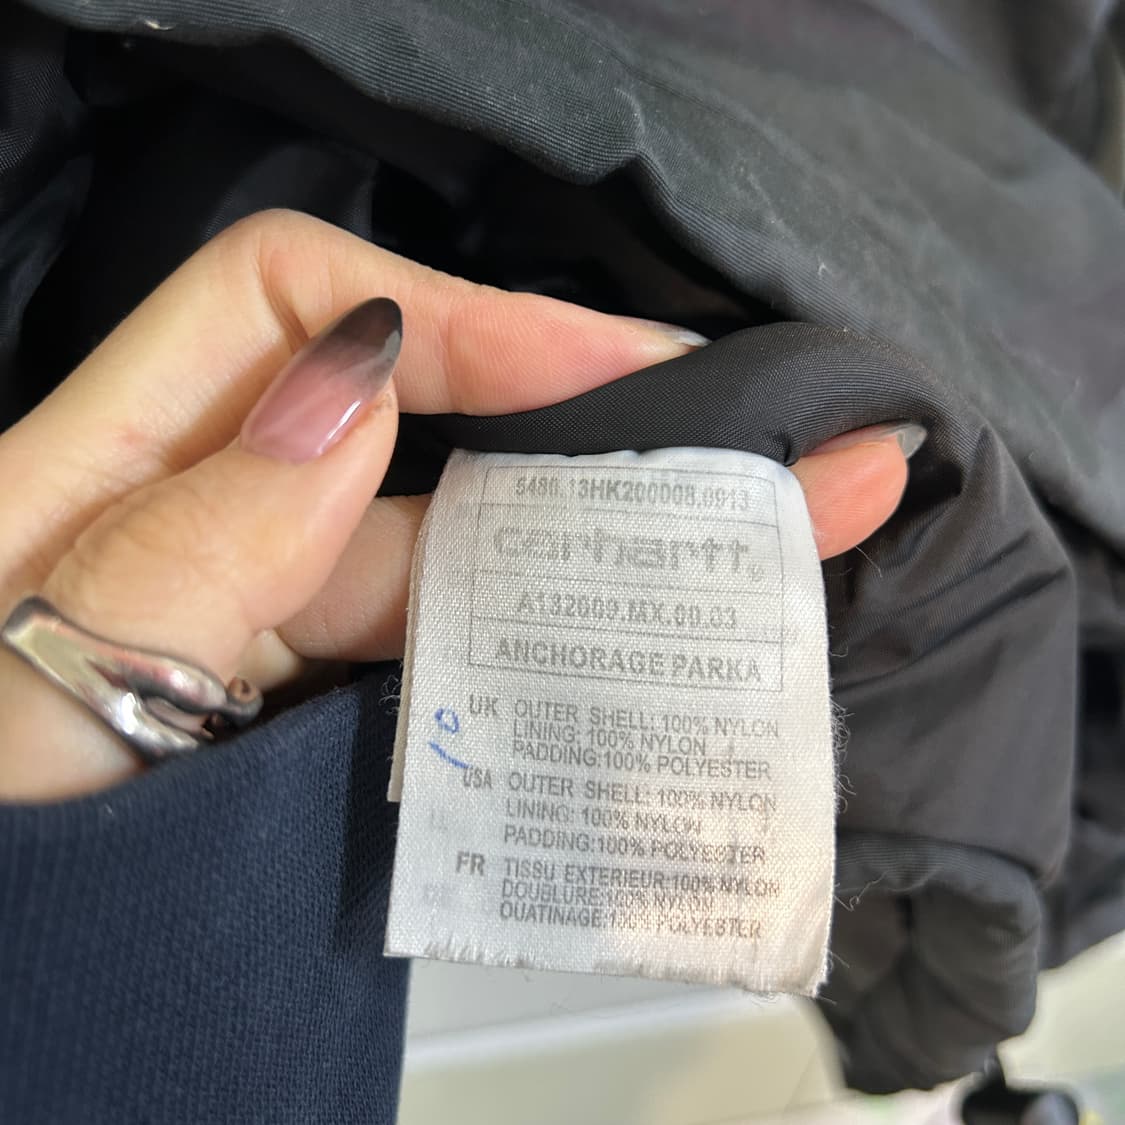 5480.13HK200008.0913
carhartt®
A132009.MX.00.03
ANCHORAGE PARKA
10
UK OUTER SHELL: 100% NYLON
LINING: 100% NYLON
PADDING:100% POLYESTER
USA OUTER SHELL: 100% NYLON
LINING: 100% NYLON
PADDING:100% POLYESTER
FR TISSU EXTERIEUR:100% NYLON
DOUBLURE:100% NYLON
OUATINAGE:100% POLYESTER